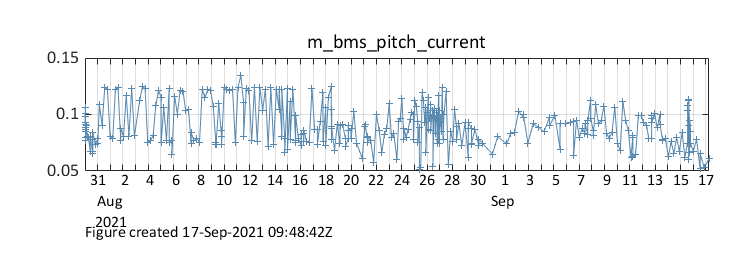 m_bms_pitch_current
0.15
0.1
0.05
31 2 4 6 8 10 12 14 16 18 20 22 24 26 28 30 1 3 5 7 9 11 13 15 17
Aug Sep
2021
Figure created 17-Sep-2021 09:48:42Z